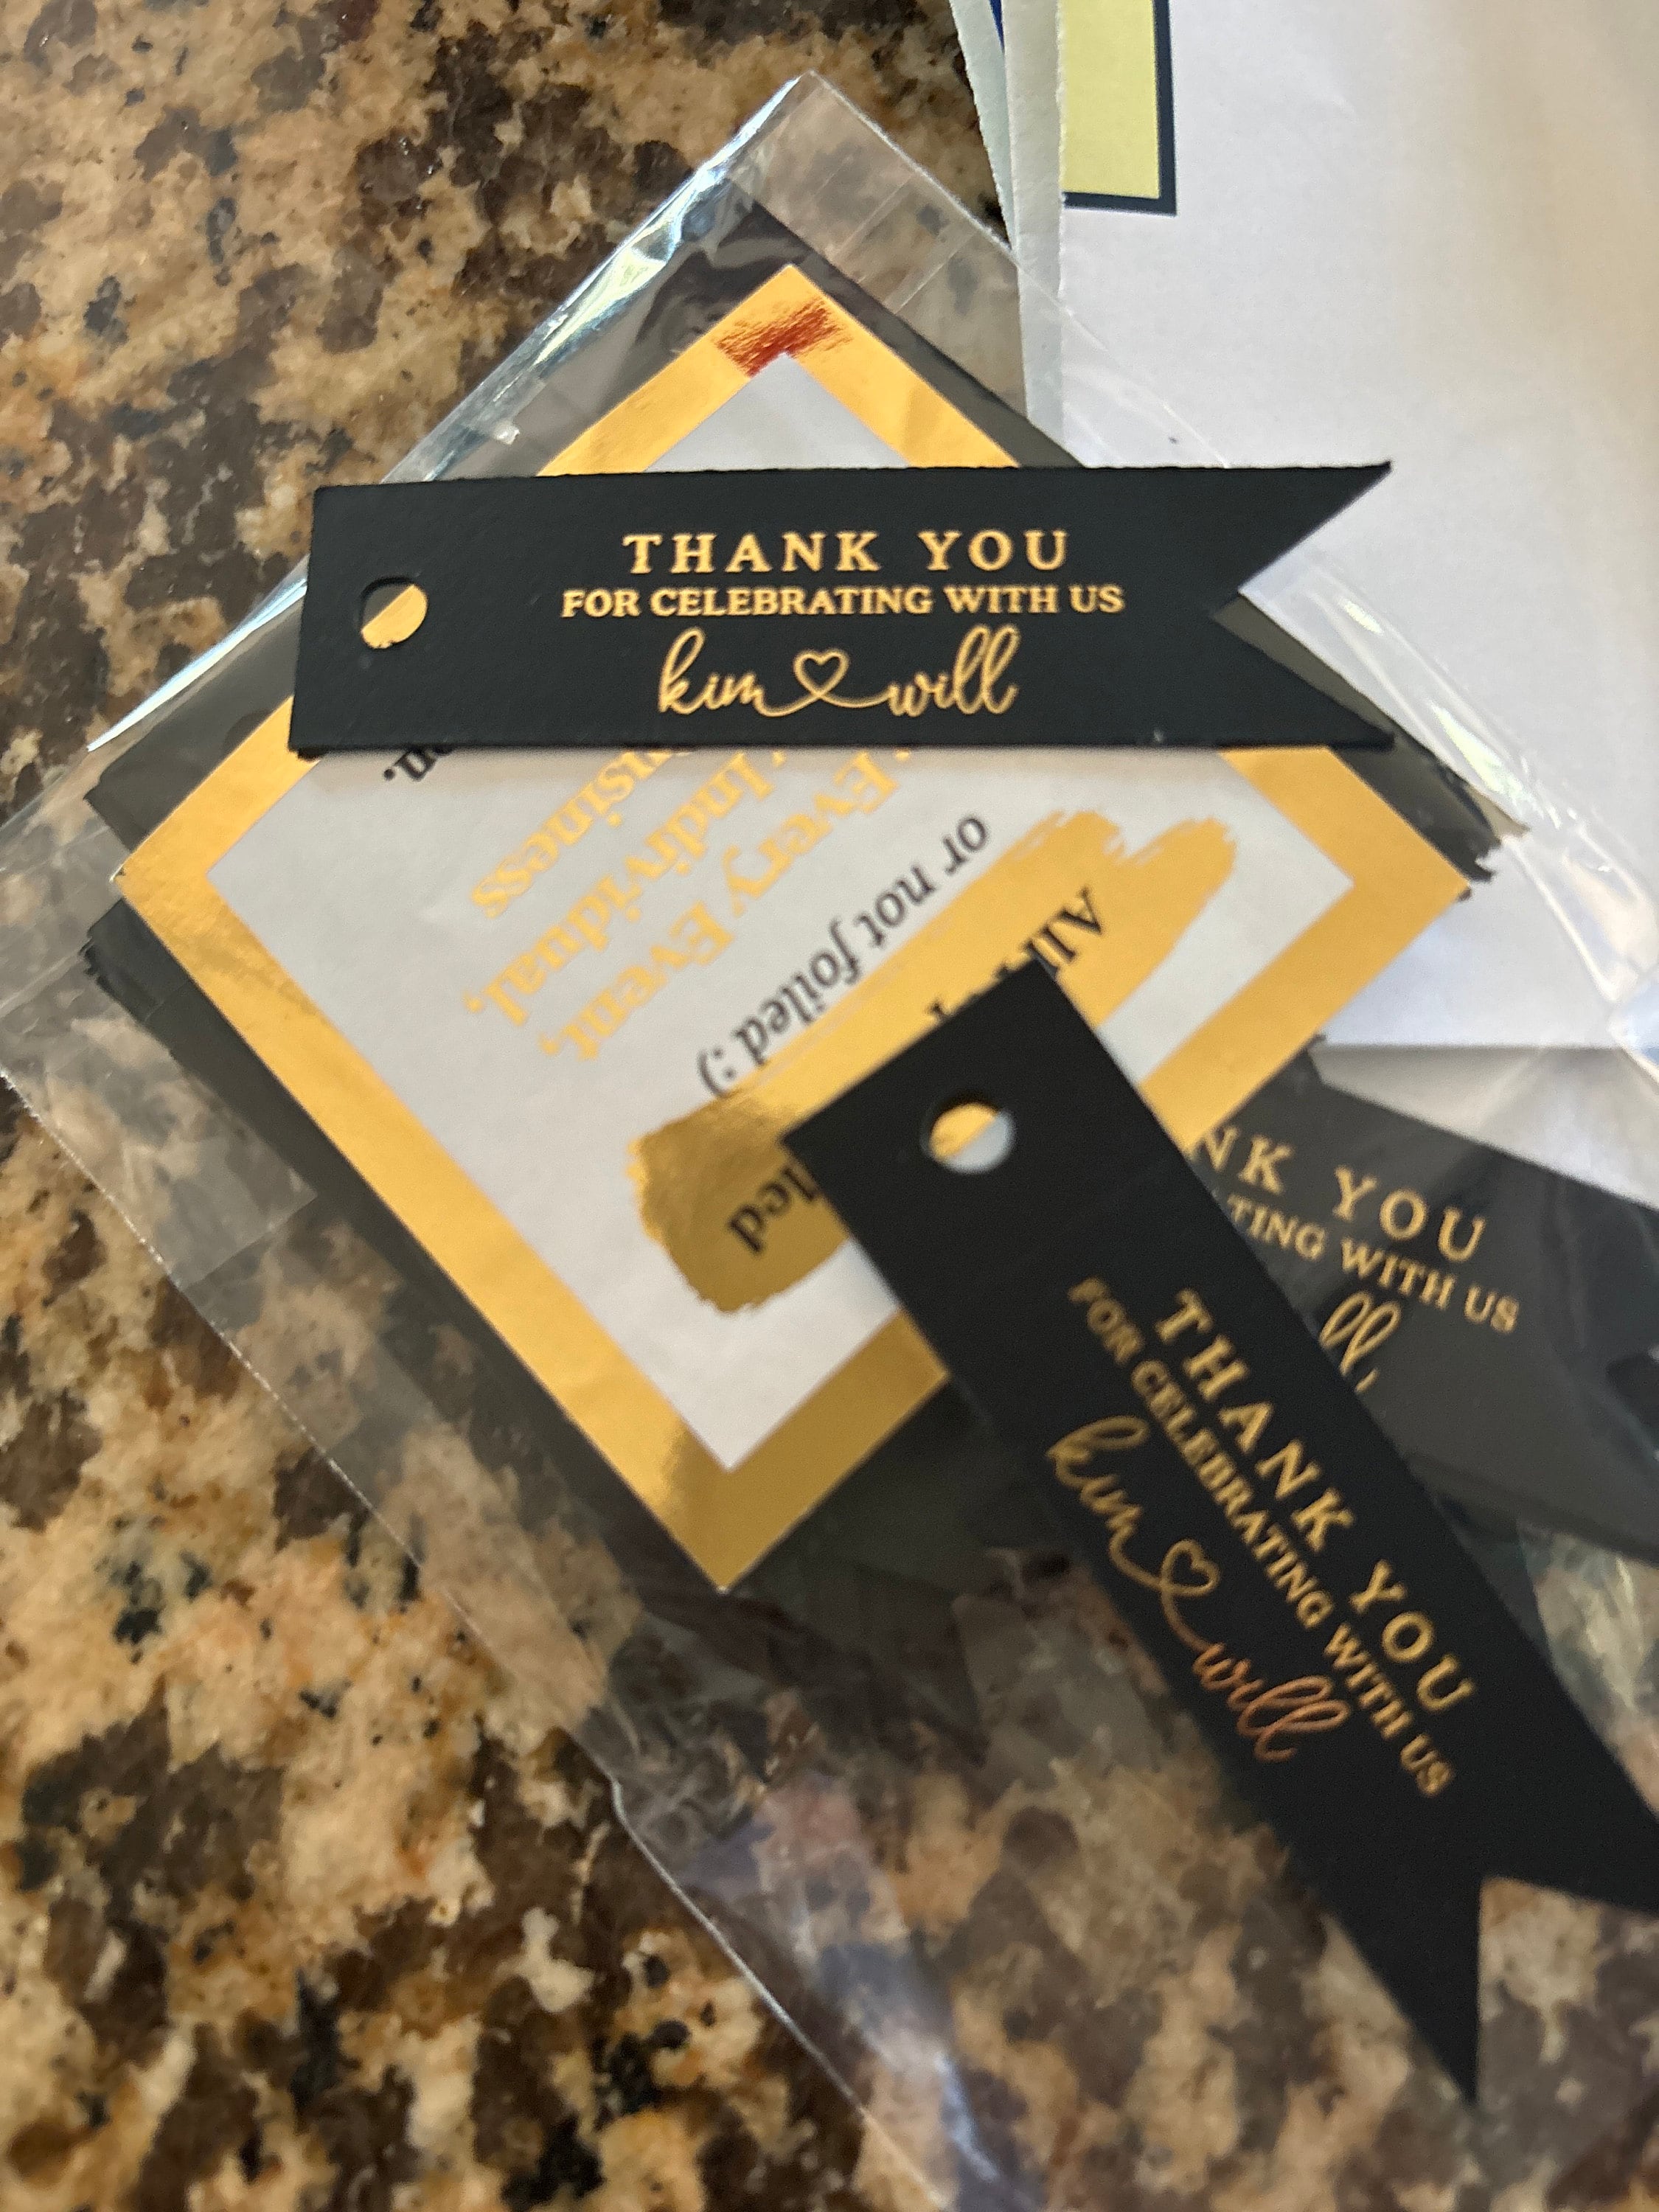 THANK YOU
FOR CELEBRATING WITH US
kim will
or not foiled :)
Every Event,
Individual,
NK YOU
TING WITH US
THANK YOU
FOR CELEBRATING WITH US
kim will